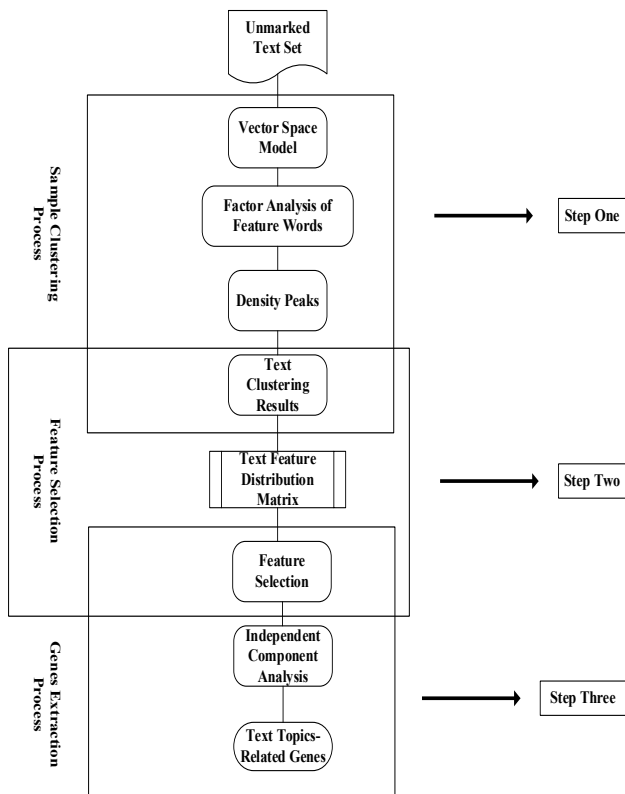 Unmarked
Text Set
Vector Space
Model
Factor Analysis of
Feature Words
Density Peaks
Text
Clustering
Results
Text Feature
Distribution
Matrix
Feature
Selection
Independent
Component
Analysis
Text Topics-
Related Genes
Sample Clustering
Process
Feature Selection
Process
Genes Extraction
Process
Step One
Step Two
Step Three